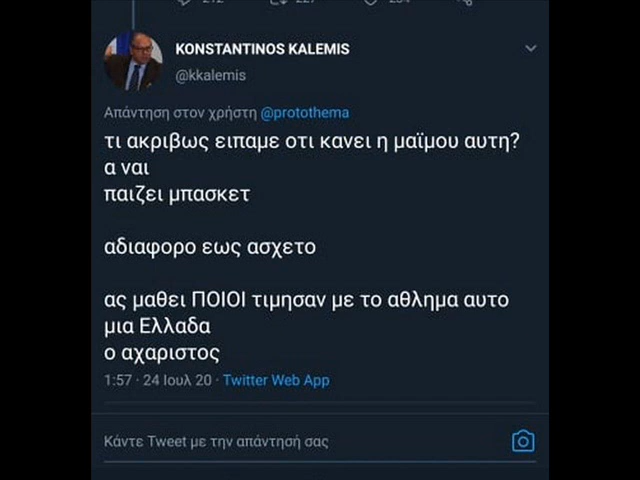 KONSTANTINOS KALEMIS
@kkalemis
Απάντηση στον χρήστη @protothema
τι ακριβως ειπαμε οτι κανει η μαϊμου αυτη?
α ναι
παιζει μπασκετ
αδιαφορο εως ασχετο
ας μαθει ΠΟΙΟΙ τιμησαν με το αθλημα αυτο
μια Ελλαδα
ο αχαριστος
1:57 · 24 Ιουλ 20 · Twitter Web App
Κάντε Tweet με την απάντησή σας